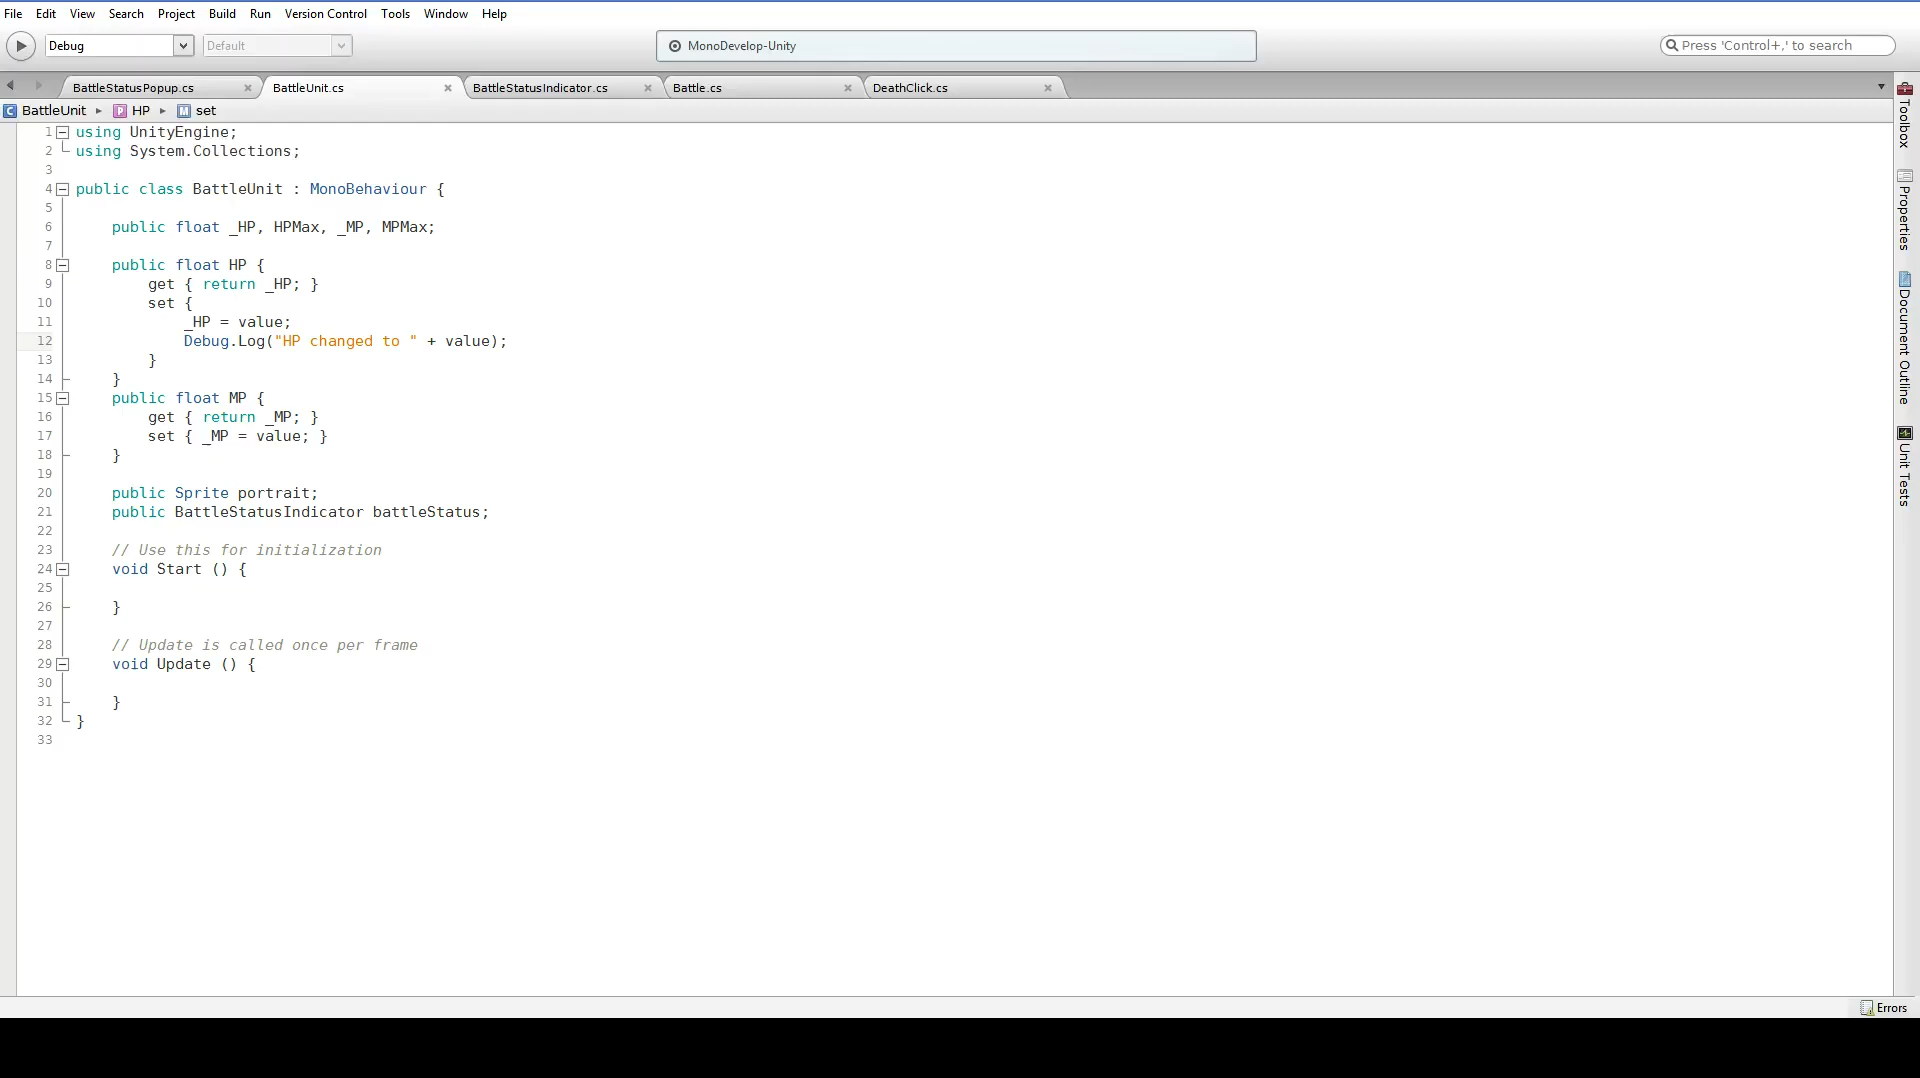 File Edit View Search Project Build Run Version Control Tools Window Help
Debug Default MonoDevelop-Unity Press 'Control+,' to search
BattleStatusPopup.cs BattleUnit.cs BattleStatusIndicator.cs Battle.cs DeathClick.cs
C BattleUnit P HP M set
1 using UnityEngine;
2 using System.Collections;
3
4 public class BattleUnit : MonoBehaviour {
5
6 public float _HP, HPMax, _MP, MPMax;
7
8 public float HP {
9 get { return _HP; }
10 set {
11 _HP = value;
12 Debug.Log("HP changed to " + value);
13 }
14 }
15 public float MP {
16 get { return _MP; }
17 set { _MP = value; }
18 }
19
20 public Sprite portrait;
21 public BattleStatusIndicator battleStatus;
22
23 // Use this for initialization
24 void Start () {
25
26 }
27
28 // Update is called once per frame
29 void Update () {
30
31 }
32 }
33
Toolbox
Properties
Document Outline
Unit Tests
Errors